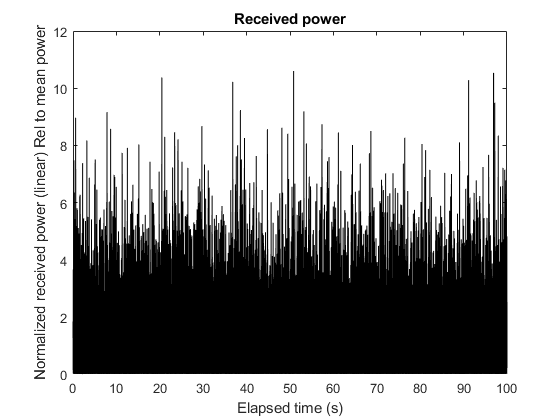 Received power
Normalized received power (linear) Rel to mean power
12
10
8
6
4
2
0
0 10 20 30 40 50 60 70 80 90 100
Elapsed time (s)